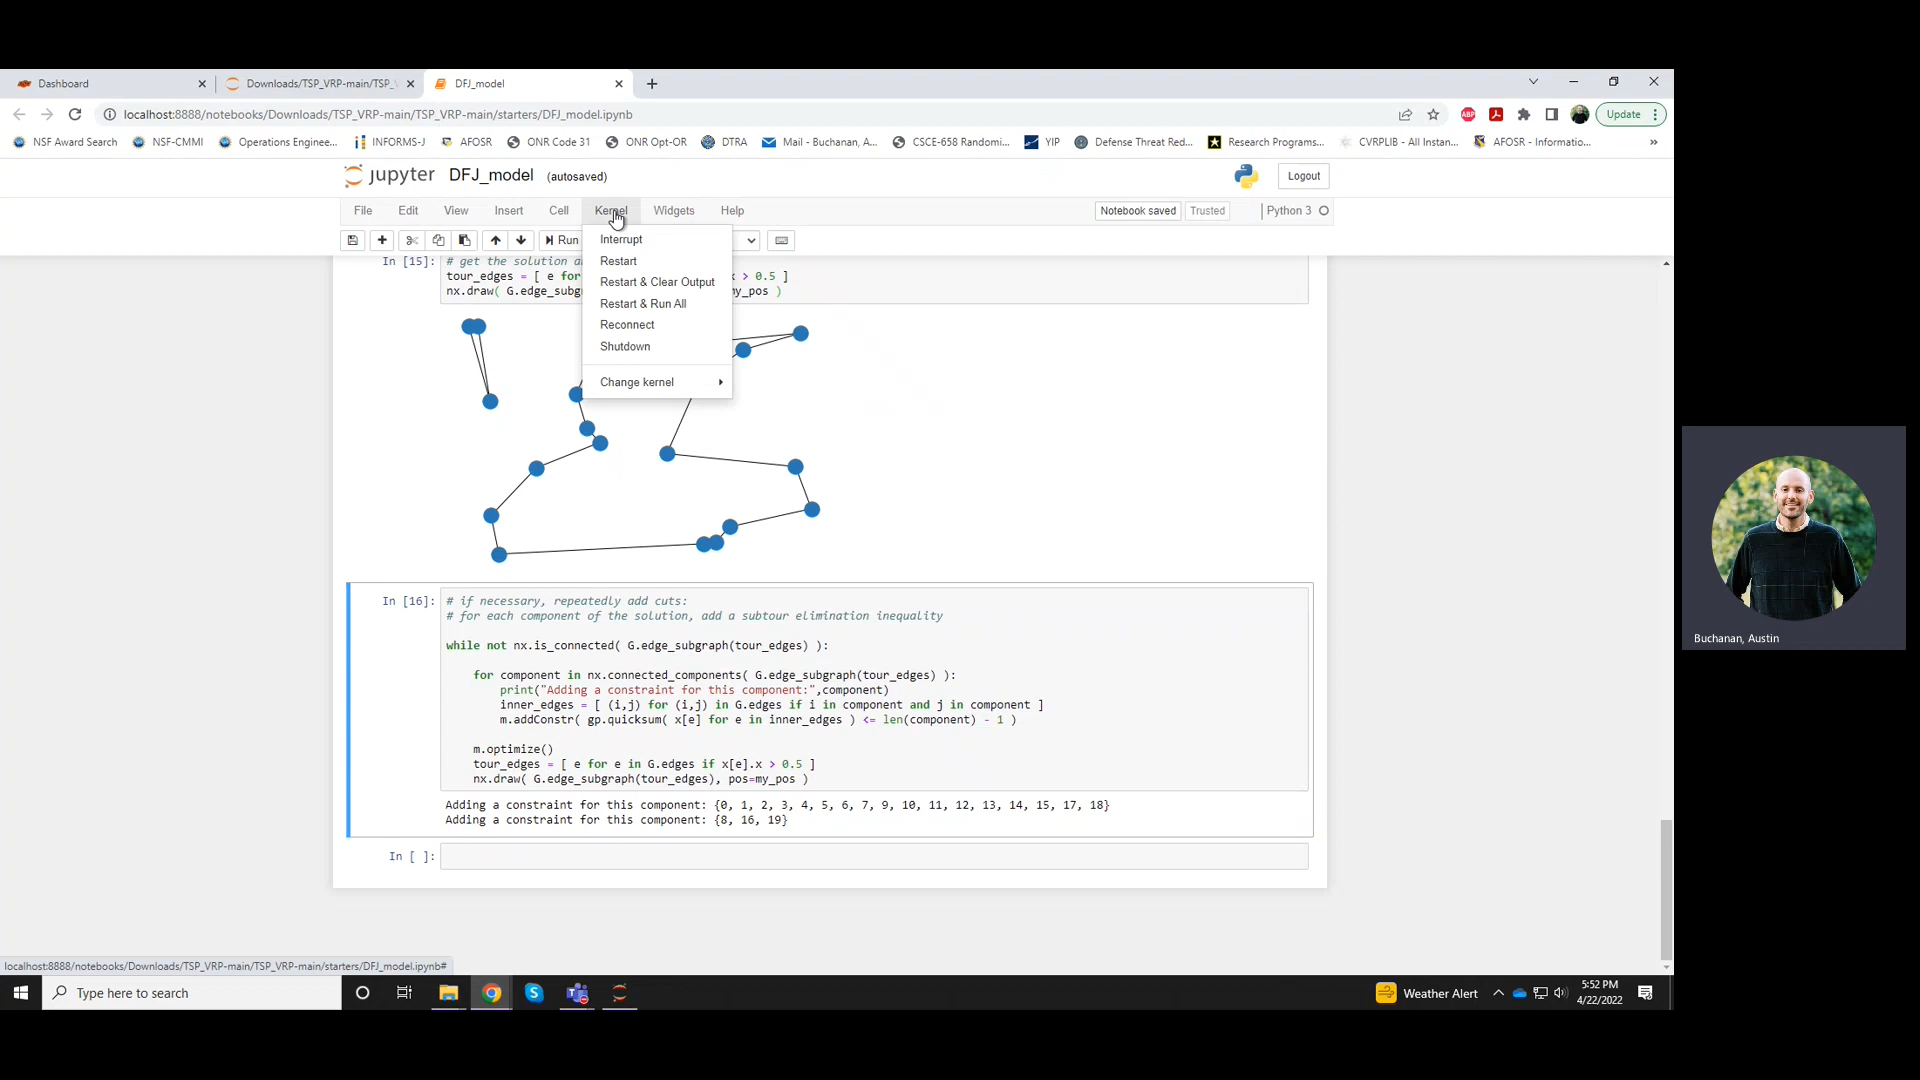 Dashboard
Downloads/TSP_VRP-main/TSP_
DFJ_model
localhost:8888/notebooks/Downloads/TSP_VRP-main/TSP_VRP-main/starters/DFJ_model.ipynb
ABP
Update
NSF Award Search
NSF-CMMI
Operations Enginee...
INFORMS-J
AFOSR
ONR Code 31
ONR Opt-OR
DTRA
Mail - Buchanan, A...
CSCE-658 Randomi...
YIP
Defense Threat Red...
Research Programs...
CVRPLIB - All Instan...
AFOSR - Informatio...
»
jupyter DFJ_model (autosaved)
Logout
File Edit View Insert Cell Kernel Widgets Help
Notebook saved
Trusted
Python 3
Run
Interrupt
Restart
Restart & Clear Output
Restart & Run All
Reconnect
Shutdown
Change kernel
In [15]:
# get the solution a
tour_edges = [ e for x > 0.5 ]
nx.draw( G.edge_subg my_pos )
In [16]:
# if necessary, repeatedly add cuts:
# for each component of the solution, add a subtour elimination inequality
while not nx.is_connected( G.edge_subgraph(tour_edges) ):
for component in nx.connected_components( G.edge_subgraph(tour_edges) ):
print("Adding a constraint for this component:",component)
inner_edges = [ (i,j) for (i,j) in G.edges if i in component and j in component ]
m.addConstr( gp.quicksum( x[e] for e in inner_edges ) <= len(component) - 1 )
m.optimize()
tour_edges = [ e for e in G.edges if x[e].x > 0.5 ]
nx.draw( G.edge_subgraph(tour_edges), pos=my_pos )
Adding a constraint for this component: {0, 1, 2, 3, 4, 5, 6, 7, 9, 10, 11, 12, 13, 14, 15, 17, 18}
Adding a constraint for this component: {8, 16, 19}
In [ ]:
Buchanan, Austin
localhost:8888/notebooks/Downloads/TSP_VRP-main/TSP_VRP-main/starters/DFJ_model.ipynb#
Type here to search
Weather Alert
5:52 PM
4/22/2022